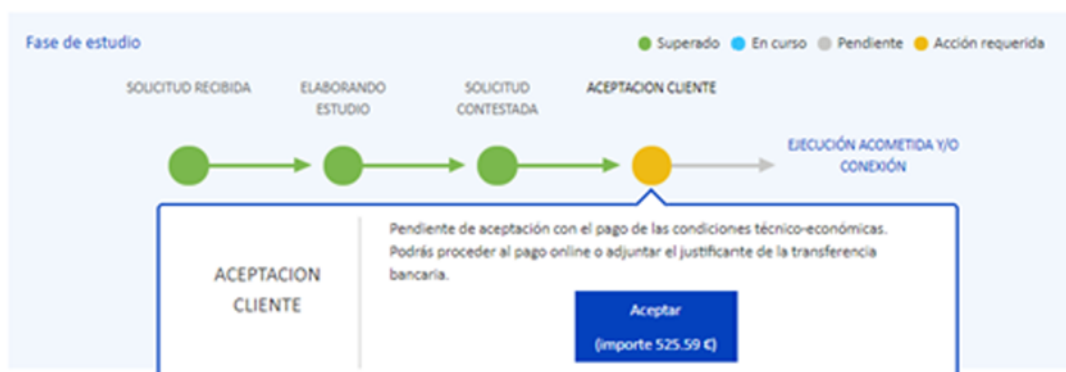 Fase de estudio
Superado En curso Pendiente Acción requerida
SOLICITUD RECIBIDA
ELABORANDO
ESTUDIO
SOLICITUD
CONTESTADA
ACEPTACION CLIENTE
EJECUCIÓN ACOMETIDA Y/O
CONEXIÓN
ACEPTACION
CLIENTE
Pendiente de aceptación con el pago de las condiciones técnico-económicas.
Podrás proceder al pago online o adjuntar el justificante de la transferencia
bancaria.
Aceptar
(importe 525.59 €)